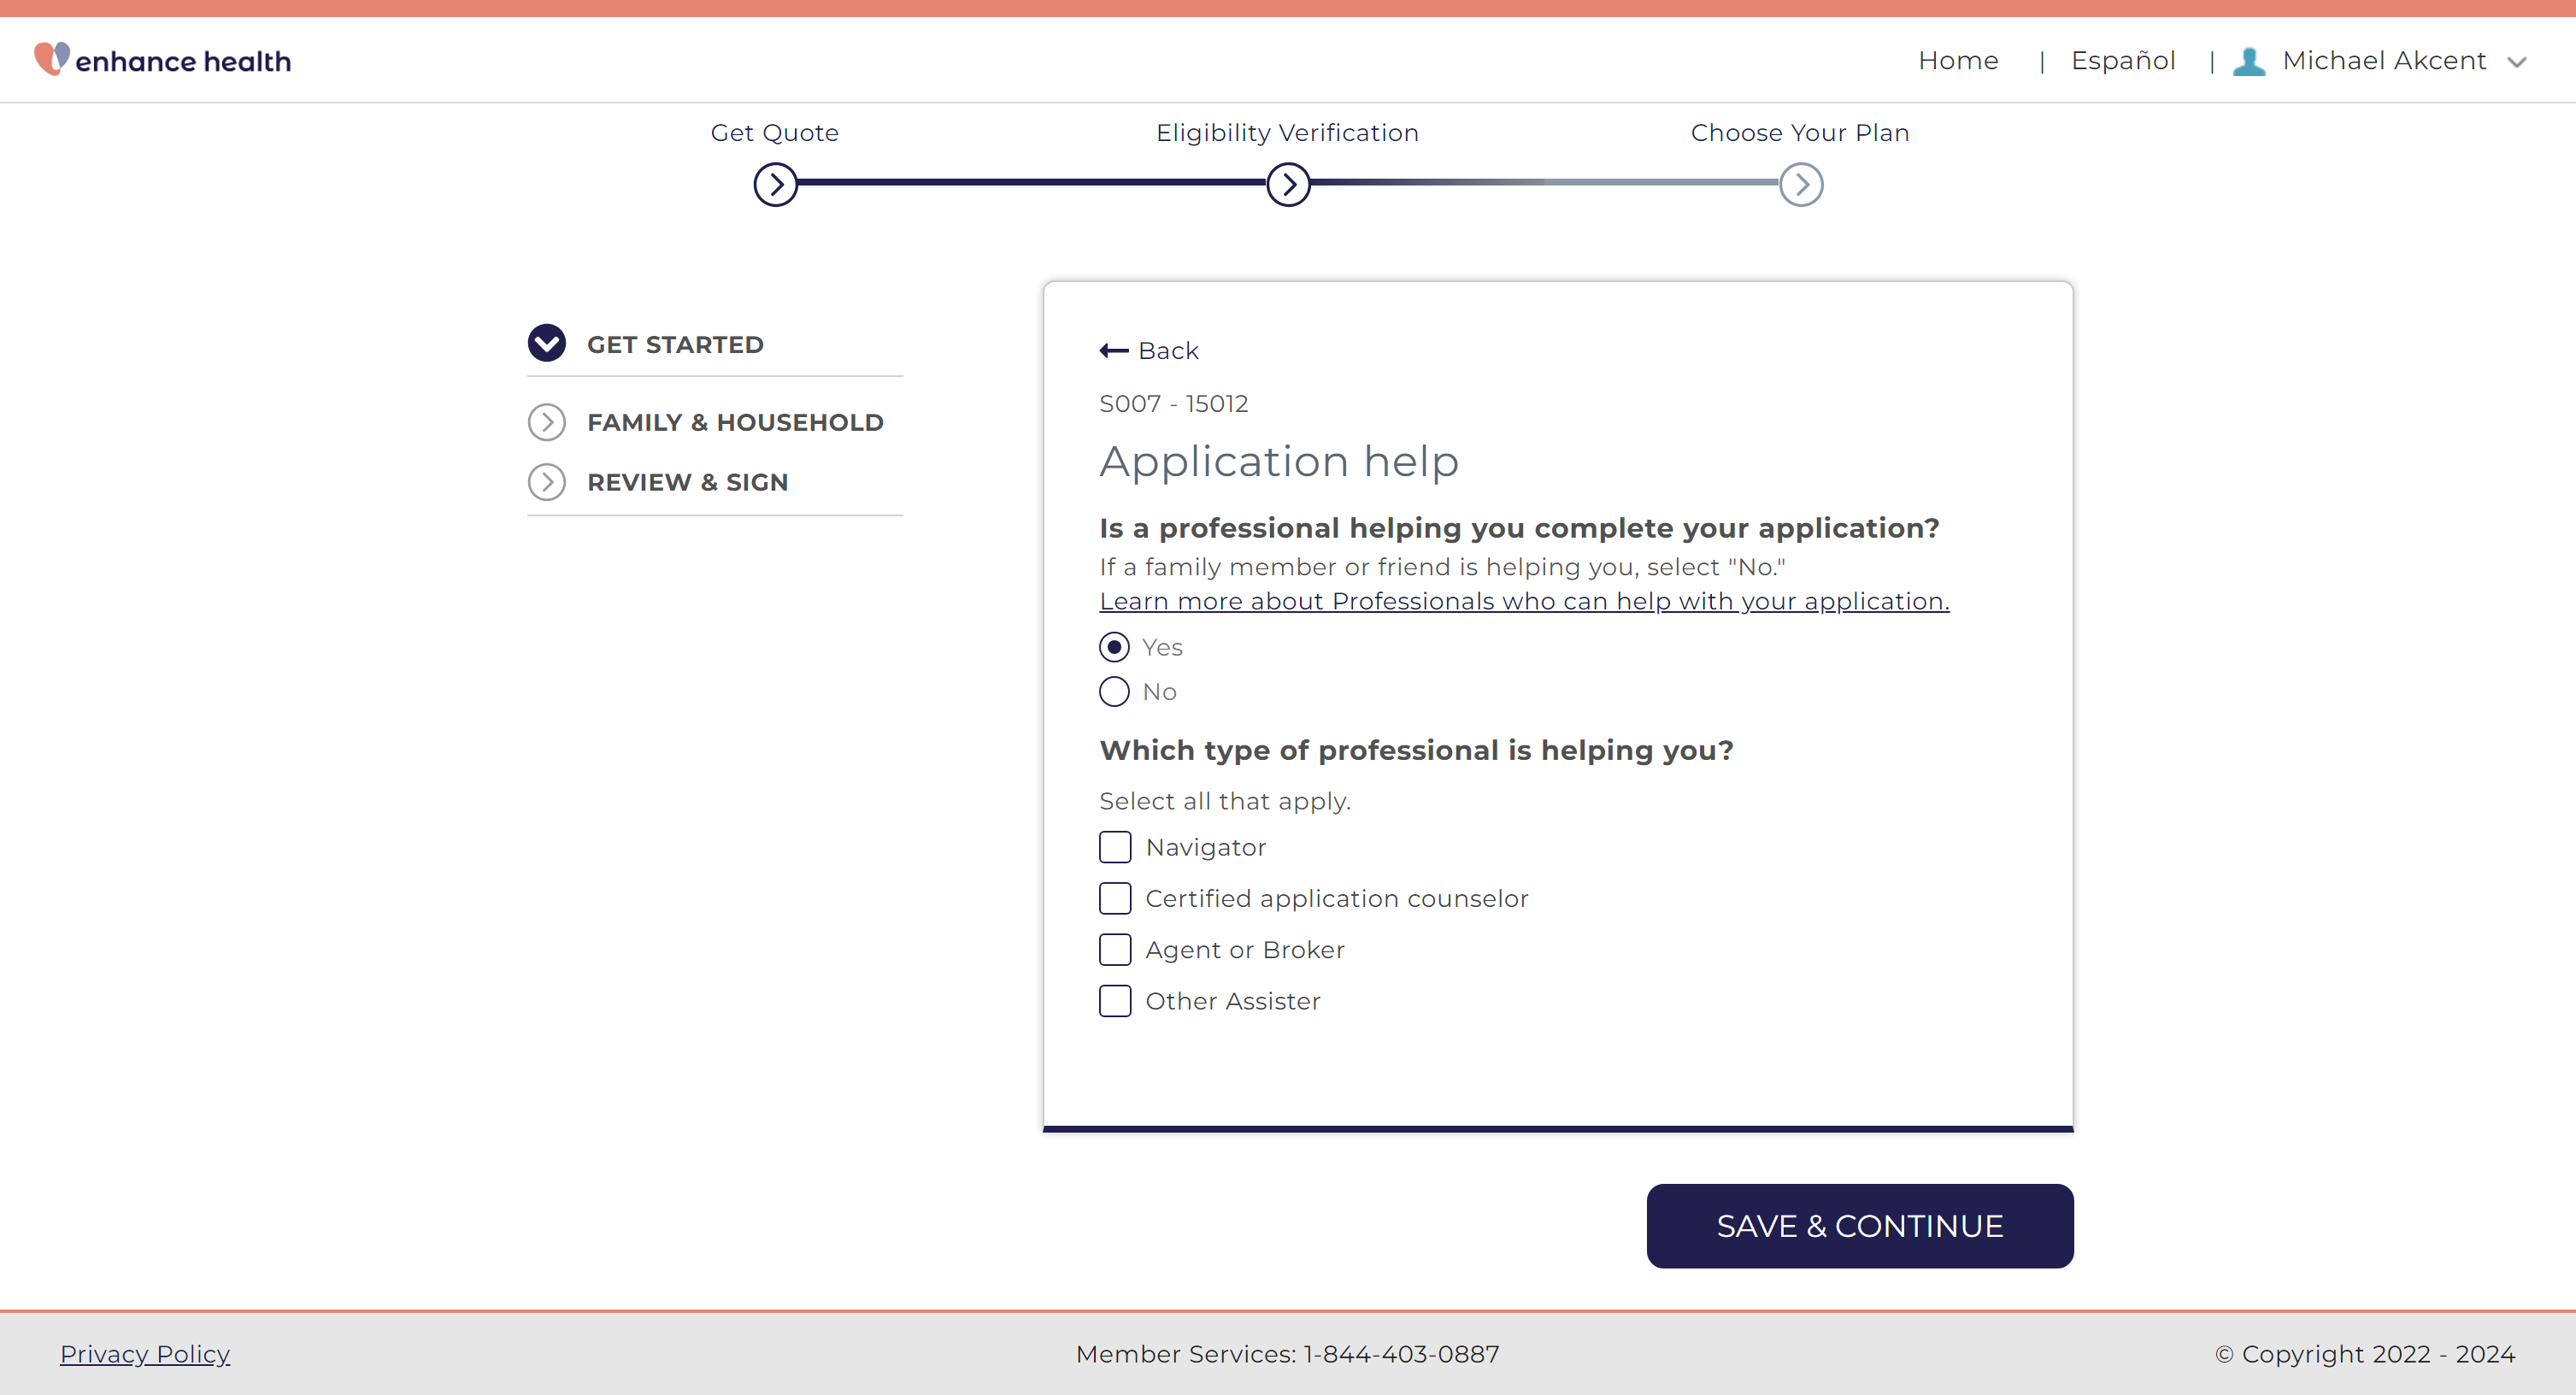 enhance health
Home | Español | Michael Akcent
Get Quote
Eligibility Verification
Choose Your Plan
GET STARTED
FAMILY & HOUSEHOLD
REVIEW & SIGN
Back
S007 - 15012
Application help
Is a professional helping you complete your application?
If a family member or friend is helping you, select "No."
Learn more about Professionals who can help with your application.
Yes
No
Which type of professional is helping you?
Select all that apply.
Navigator
Certified application counselor
Agent or Broker
Other Assister
SAVE & CONTINUE
Privacy Policy
Member Services: 1-844-403-0887
© Copyright 2022 - 2024